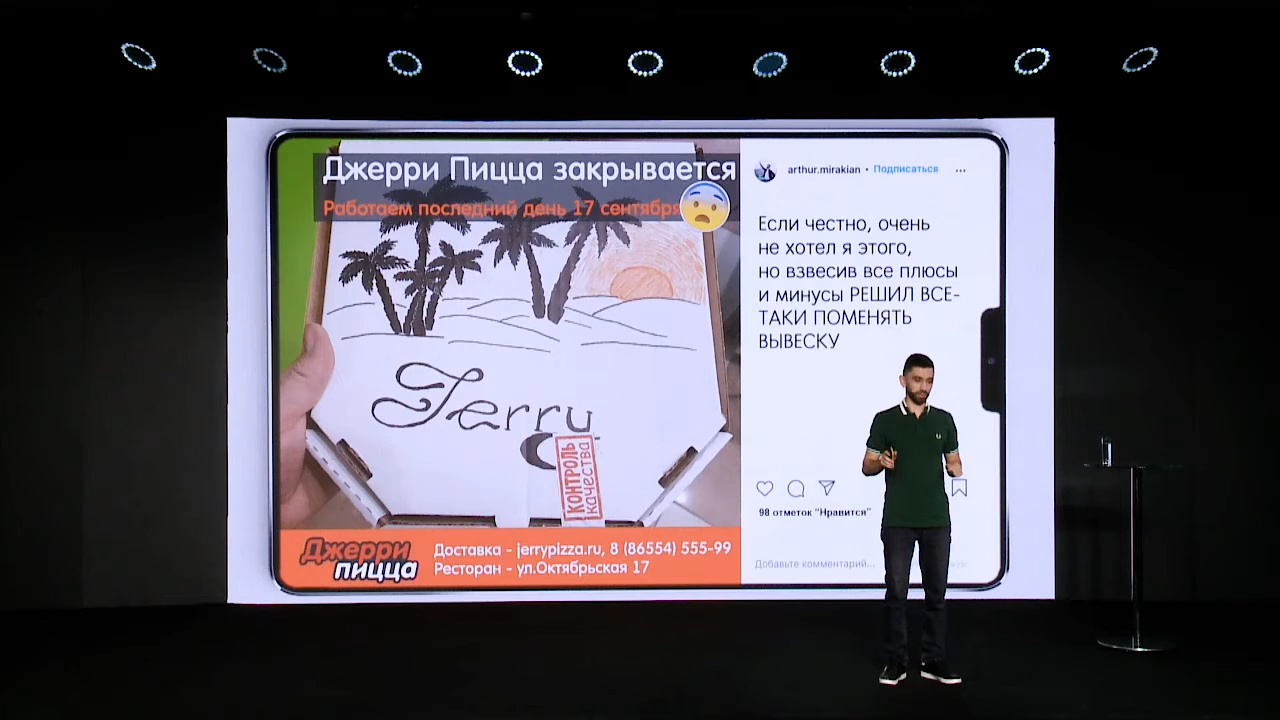 Джерри Пицца закрывается
Работаем последний день 17 сентября
Jerry
КОНТРОЛЬ
качества
Джерри
пицца
Доставка - jerrypizza.ru, 8 (86554) 555-99
Ресторан - ул.Октябрьская 17
arthur.mirakian • Подписаться
Если честно, очень
не хотел я этого,
но взвесив все плюсы
и минусы РЕШИЛ ВСЕ-
ТАКИ ПОМЕНЯТЬ
ВЫВЕСКУ
98 отметок "Нравится"
Добавьте комментарий...